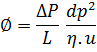 Ø = ΔP/L dp²/η.u